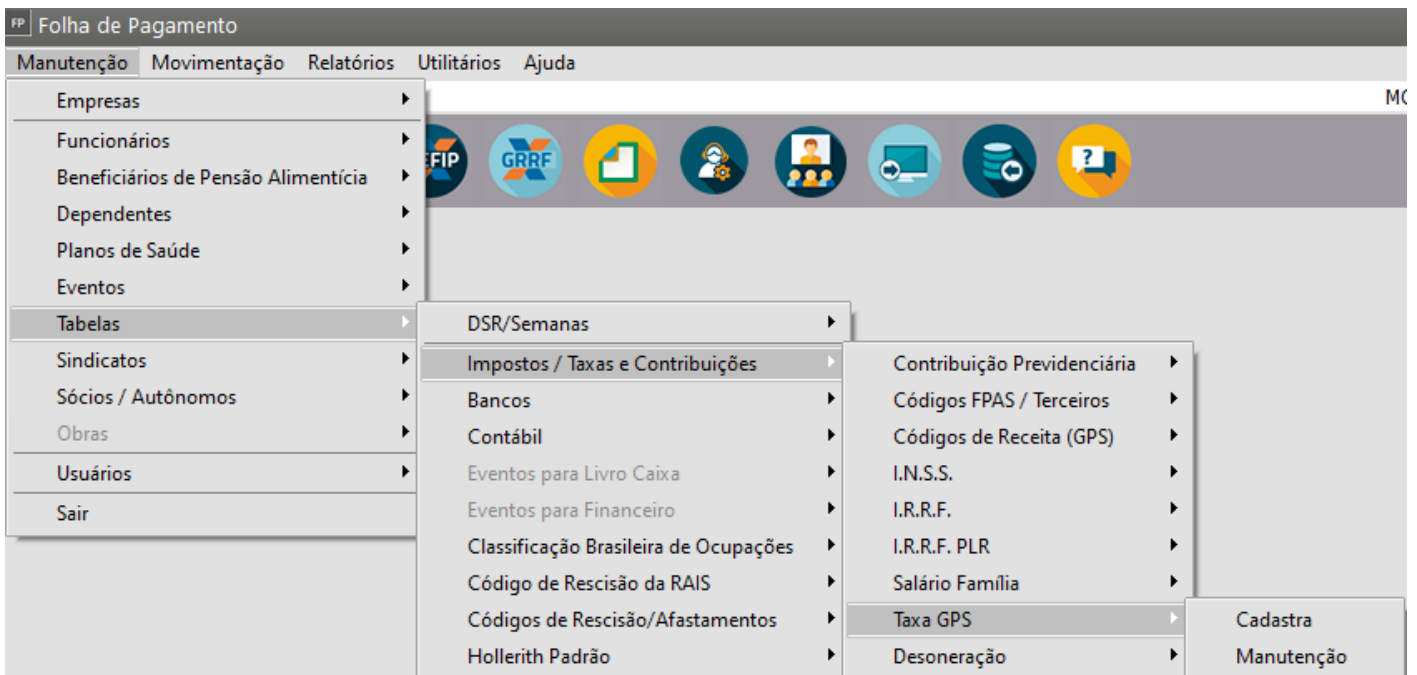 FP Folha de Pagamento
Manutenção Movimentação Relatórios Utilitários Ajuda
Empresas
Funcionários
Beneficiários de Pensão Alimentícia
Dependentes
Planos de Saúde
Eventos
Tabelas
Sindicatos
Sócios / Autônomos
Obras
Usuários
Sair
GRRF
?
DSR/Semanas
Impostos / Taxas e Contribuições
Bancos
Contábil
Eventos para Livro Caixa
Eventos para Financeiro
Classificação Brasileira de Ocupações
Código de Rescisão da RAIS
Códigos de Rescisão/Afastamentos
Hollerith Padrão
Contribuição Previdenciária
Códigos FPAS / Terceiros
Códigos de Receita (GPS)
I.N.S.S.
I.R.R.F.
I.R.R.F. PLR
Salário Família
Taxa GPS
Desoneração
Cadastra
Manutenção